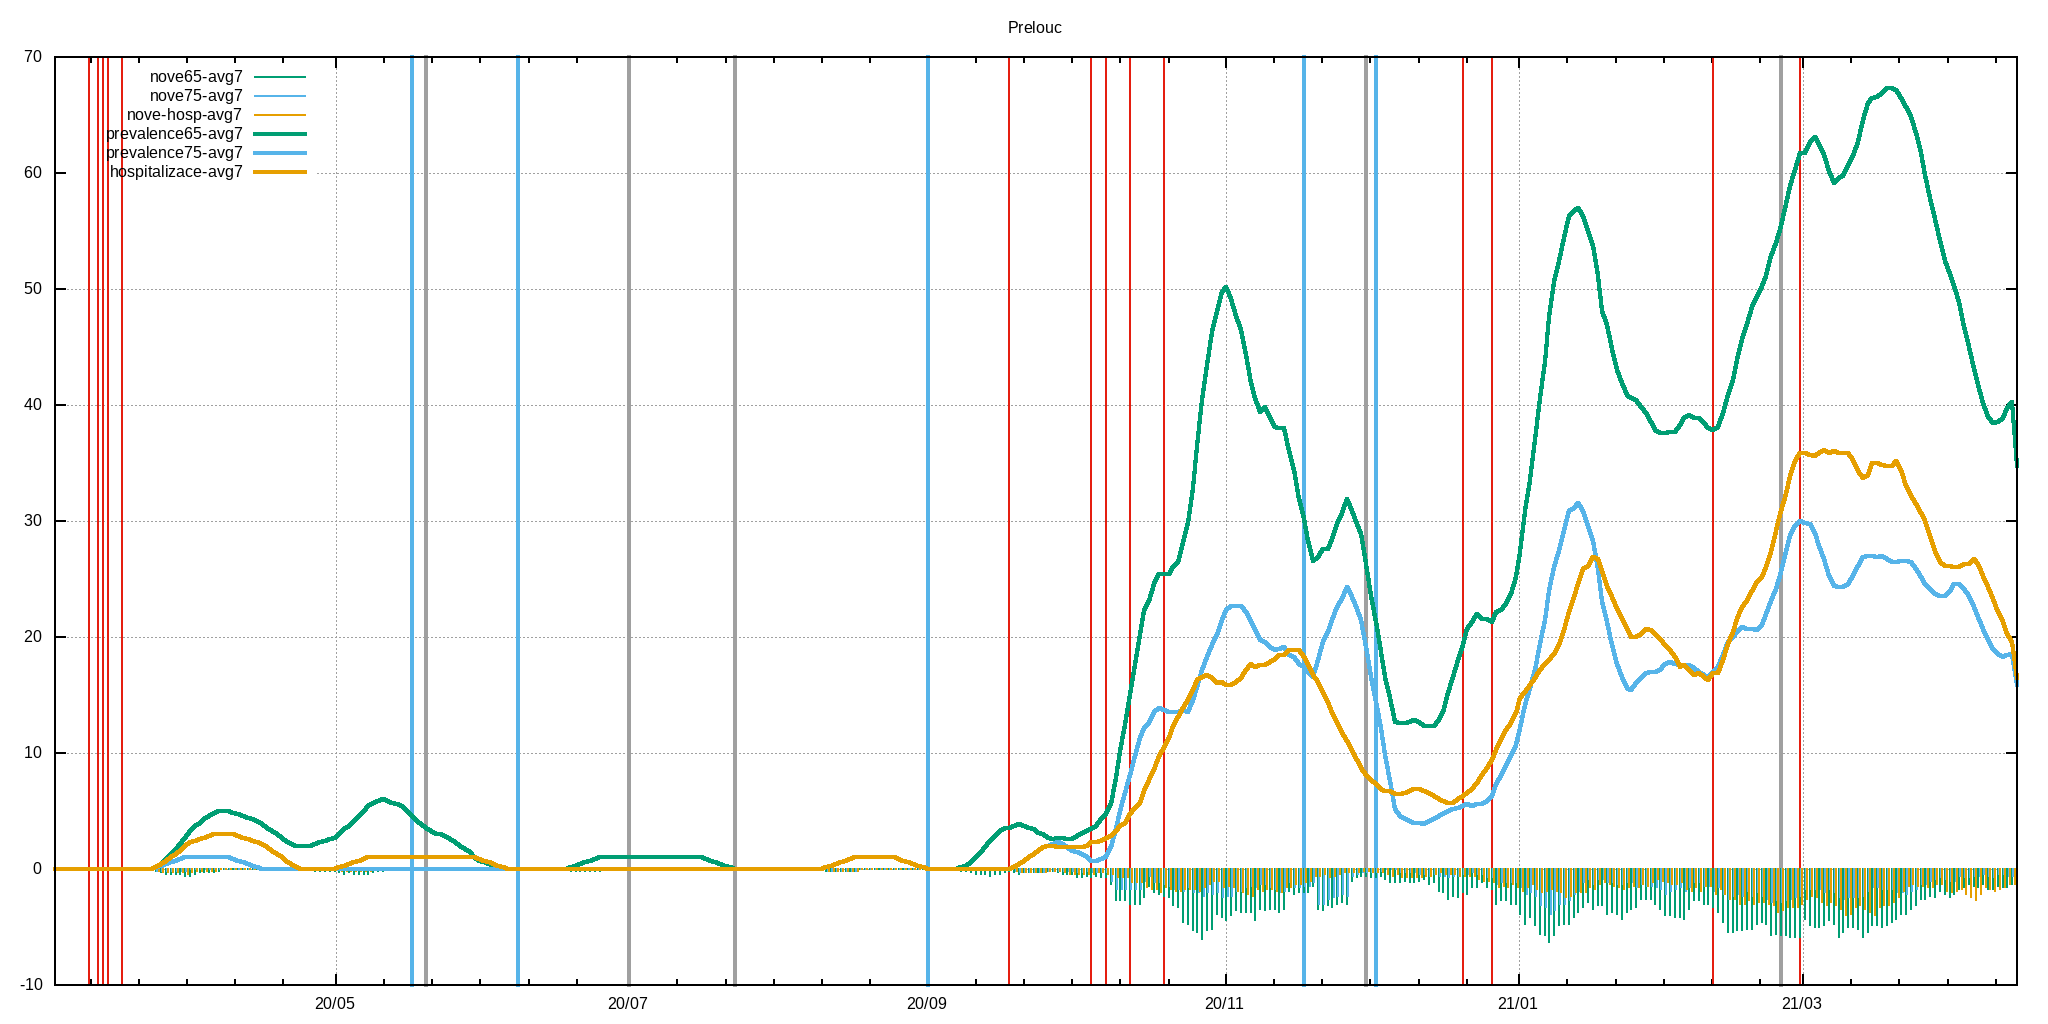 Prelouc
70
nove65-avg7
nove75-avg7
nove-hosp-avg7
prevalence65-avg7
prevalence75-avg7
hospitalizace-avg7
60
50
40
30
20
10
0
-10
20/05
20/07
20/09
20/11
21/01
21/03